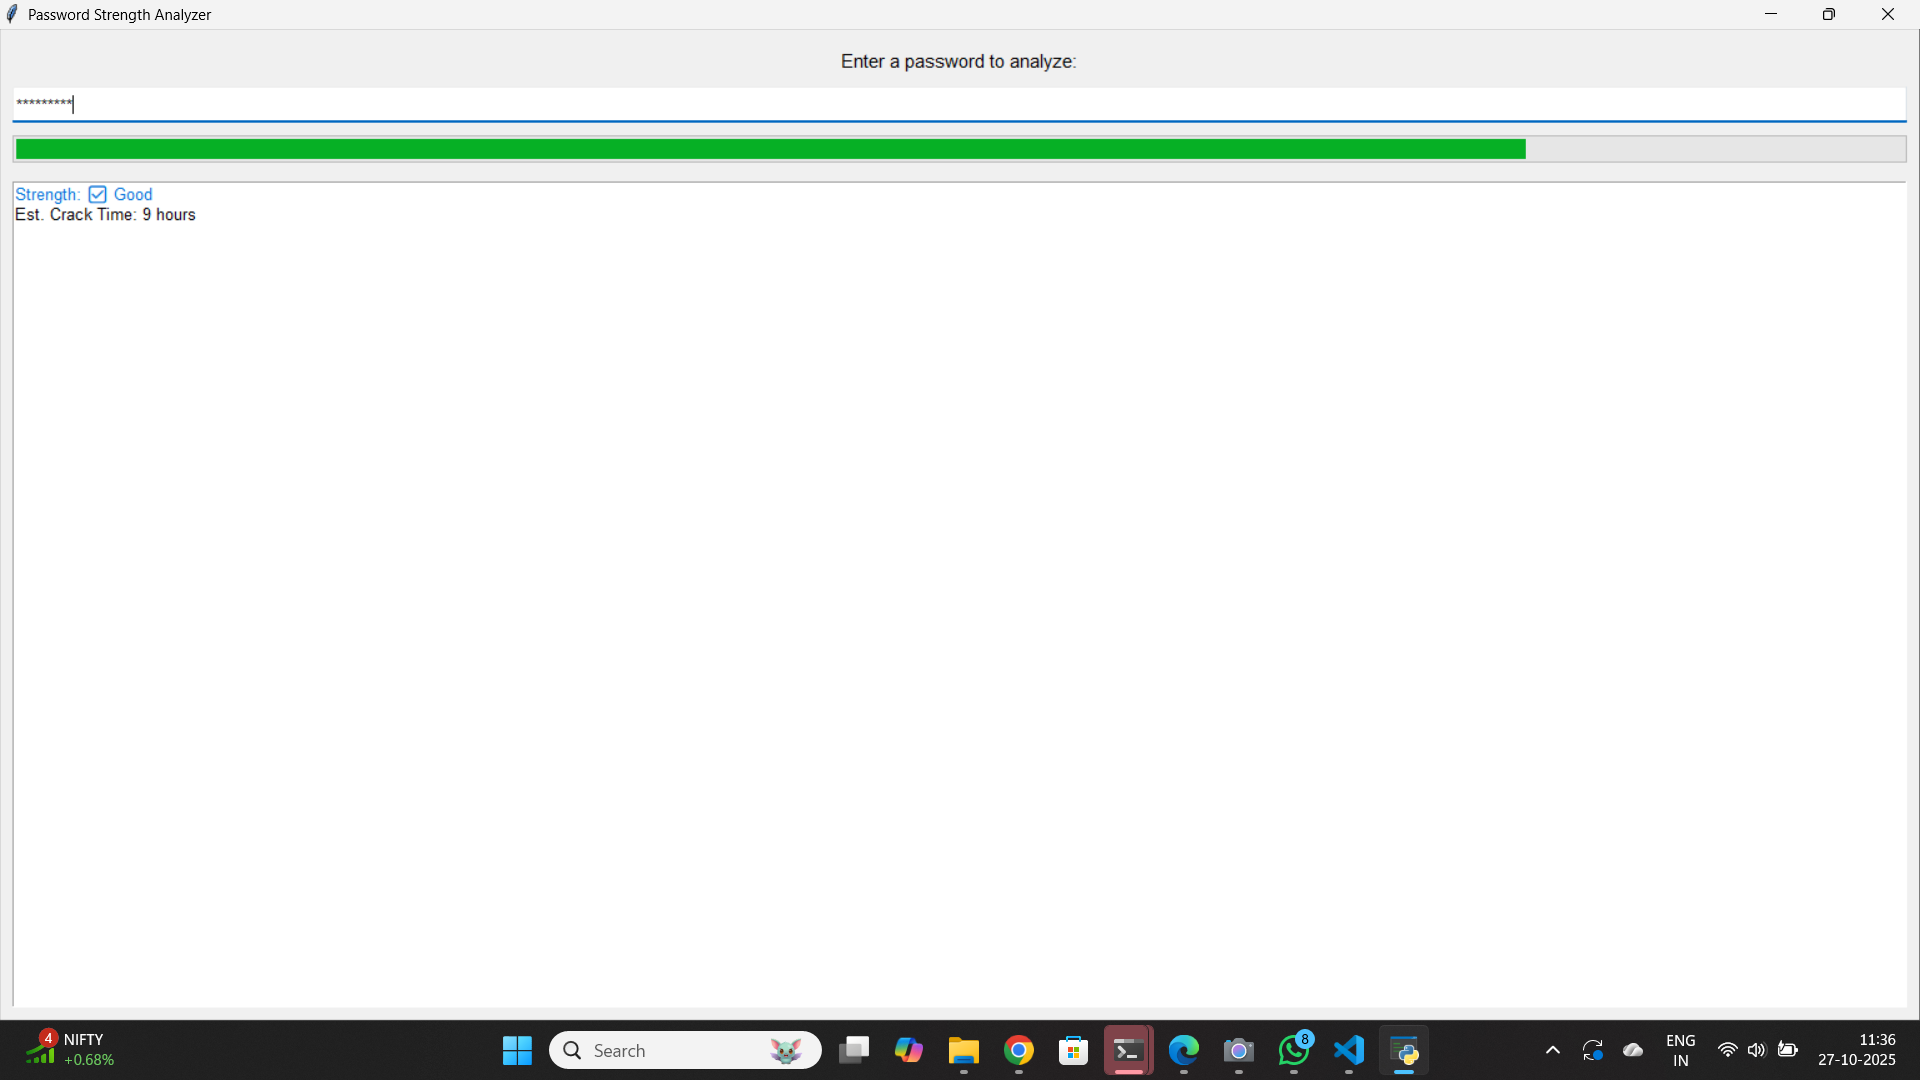 Password Strength Analyzer
Enter a password to analyze:
*********
Strength: ☑ Good
Est. Crack Time: 9 hours
4
NIFTY
+0.68%
Search
8
ENG
IN
11:36
27-10-2025